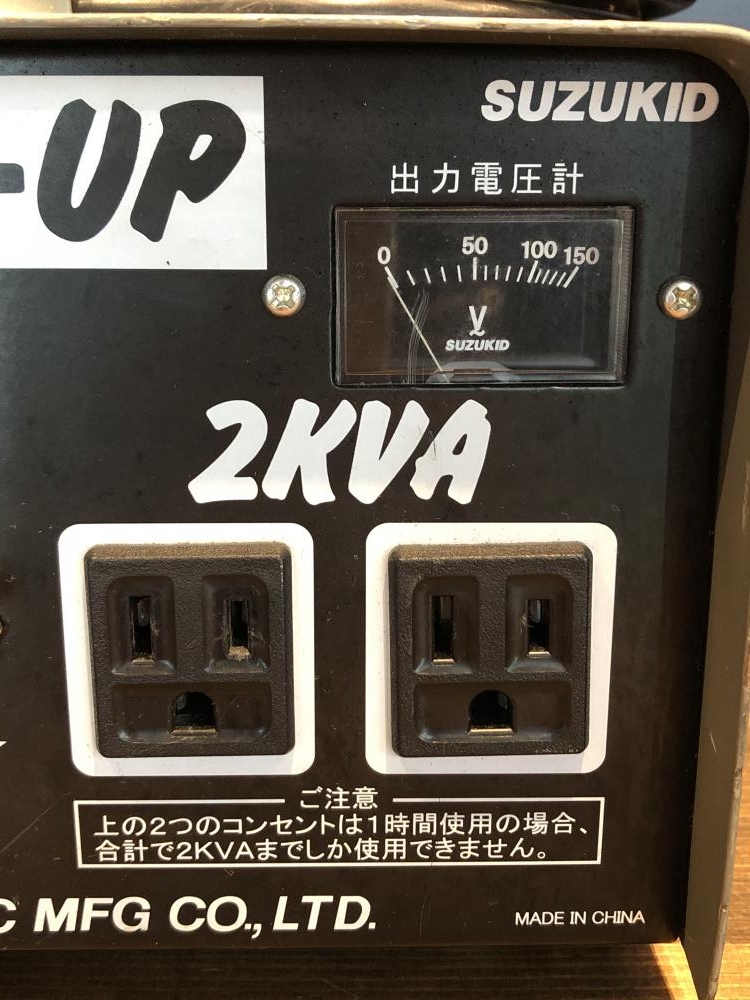 -UP
SUZUKID
出力電圧計
0 50 100 150
V
SUZUKID
2KVA
ご注意
上の2つのコンセントは1時間使用の場合、
合計で2KVAまでしか使用できません。
C MFG CO., LTD.
MADE IN CHINA